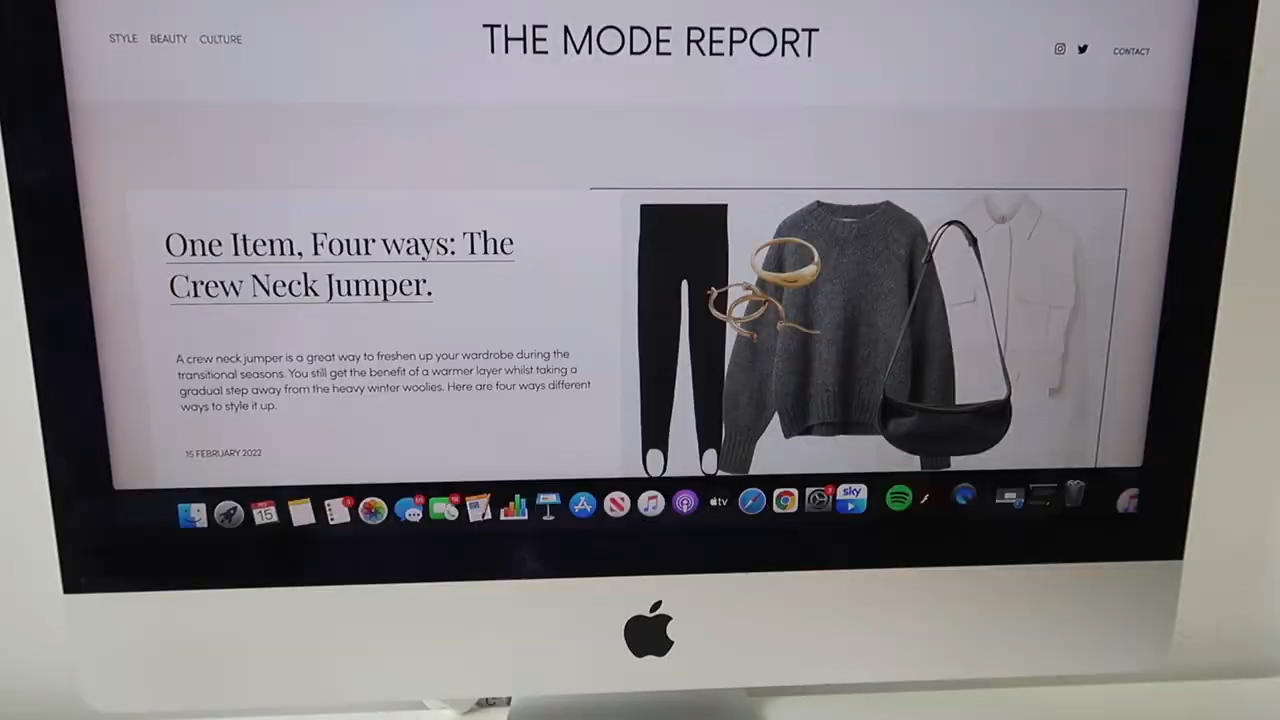 STYLE BEAUTY CULTURE
THE MODE REPORT
CONTACT
One Item, Four ways: The
Crew Neck Jumper.
A crew neck jumper is a great way to freshen up your wardrobe during the
transitional seasons. You still get the benefit of a warmer layer whilst taking a
gradual step away from the heavy winter woolies. Here are four ways different
ways to style it up.
15 FEBRUARY 2022
15
tv
sky